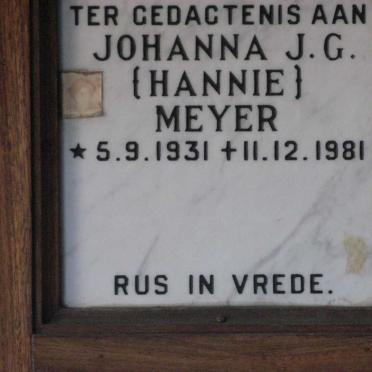 TER GEDAGTENIS AAN
JOHANNA J.G.
{HANNIE}
MEYER
★ 5.9.1931 ✝ 11.12.1981
RUS IN VREDE.